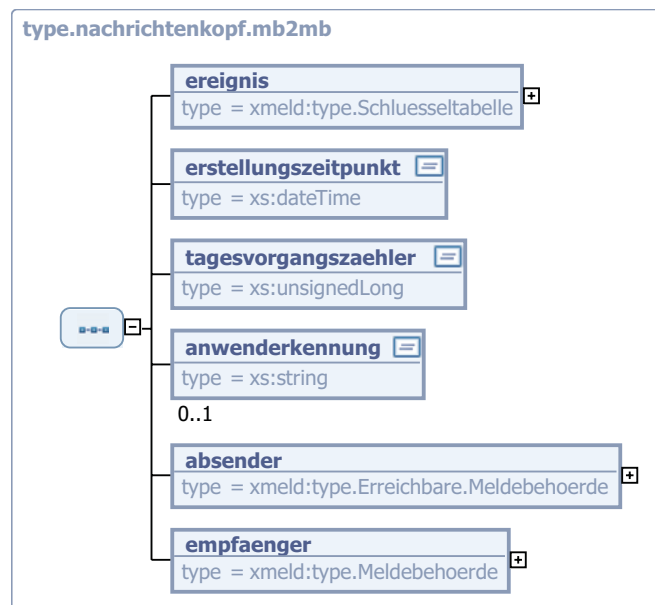 type.nachrichtenkopf.mb2mb
ereignis
type = xmeld:type.Schluesseltabelle
erstellungszeitpunkt
type = xs:dateTime
tagesvorgangszaehler
type = xs:unsignedLong
anwenderkennung
type = xs:string
0..1
absender
type = xmeld:type.Erreichbare.Meldebehoerde
empfaenger
type = xmeld:type.Meldebehoerde